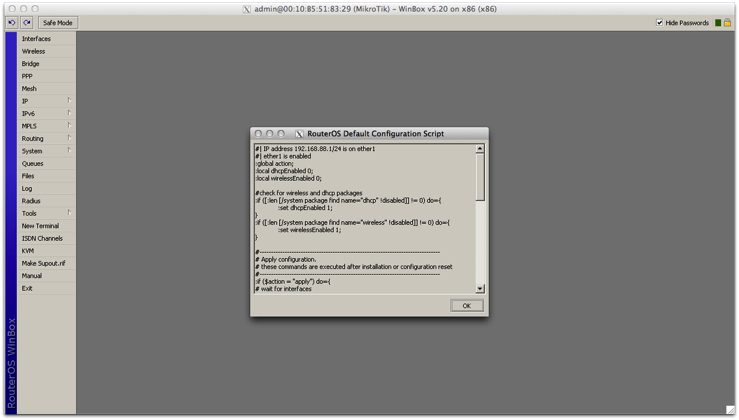 admin@00:10:B5:51:83:29 (MikroTik) - WinBox v5.20 on x86 (x86)
Safe Mode
Hide Passwords
Interfaces
Wireless
Bridge
PPP
Mesh
IP
IPv6
MPLS
Routing
System
Queues
Files
Log
Radius
Tools
New Terminal
ISDN Channels
KVM
Make Supout.rif
Manual
Exit
RouterOS WinBox
RouterOS Default Configuration Script
#| IP address 192.168.88.1/24 is on ether1
#| ether1 is enabled
:global action;
:local dhcpEnabled 0;
:local wirelessEnabled 0;
#check for wireless and dhcp packages
:if ([:len [/system package find name="dhcp" !disabled]] != 0) do={
:set dhcpEnabled 1;
}
:if ([:len [/system package find name="wireless" !disabled]] != 0) do={
:set wirelessEnabled 1;
}
#-------------------------------------------------------------------------------
# Apply configuration.
# these commands are executed after installation or configuration reset
#-------------------------------------------------------------------------------
:if ($action = "apply") do={
# wait for interfaces
OK